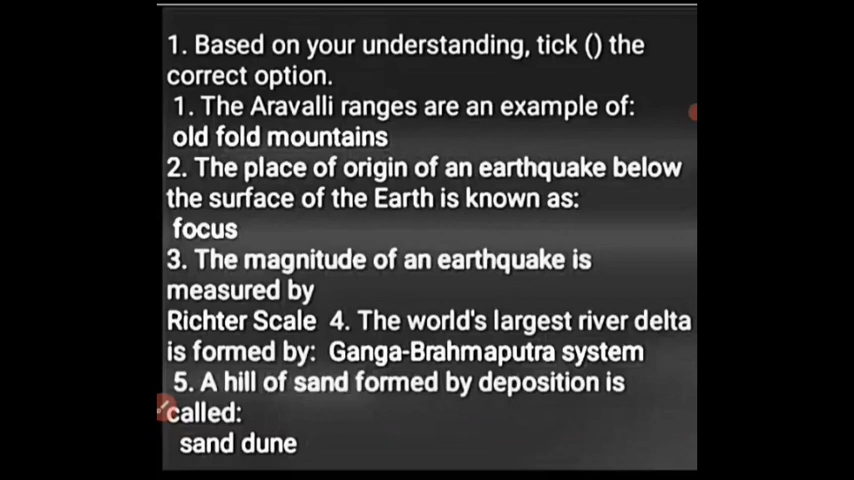 1. Based on your understanding, tick () the
correct option.
1. The Aravalli ranges are an example of:
old fold mountains
2. The place of origin of an earthquake below
the surface of the Earth is known as:
focus
3. The magnitude of an earthquake is
measured by
Richter Scale 4. The world's largest river delta
is formed by: Ganga-Brahmaputra system
5. A hill of sand formed by deposition is
called:
sand dune